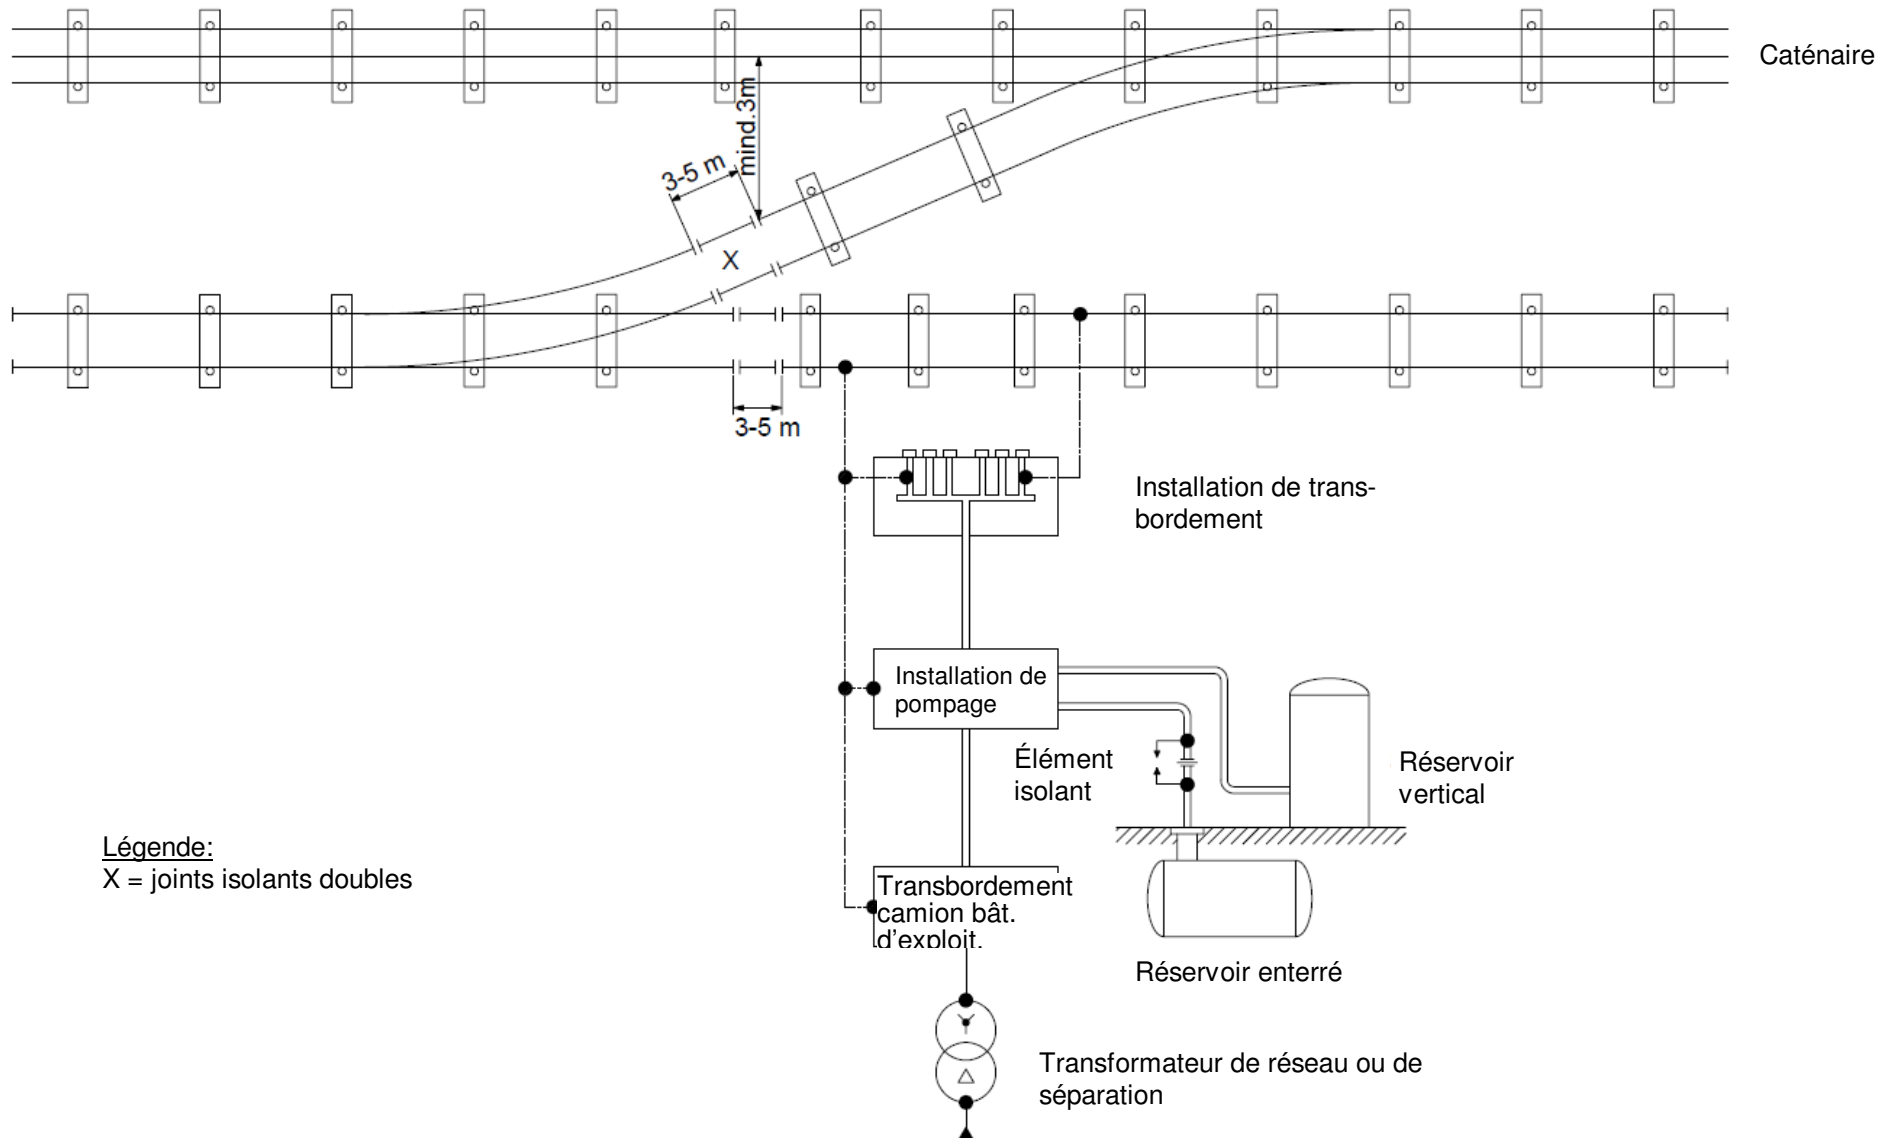 Caténaire
mind.3m
3-5 m
X
3-5 m
Installation de trans-
bordement
Installation de
pompage
Élément
isolant
Réservoir
vertical
Légende:
X = joints isolants doubles
Transbordement
camion bât.
d'exploit.
Réservoir enterré
Transformateur de réseau ou de
séparation